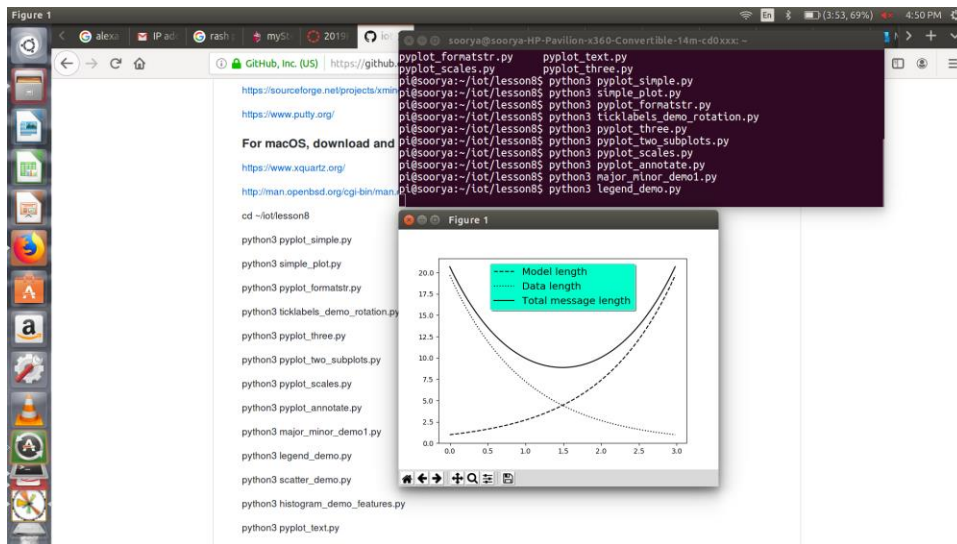 Figure 1
En
(3:53, 69%)
4:50 PM
alexa
IP ad
rash
myS
2019
io
soorya@soorya-HP-Pavilion-x360-Convertible-14m-cd0xxx: ~
GitHub, Inc. (US)
https://github.
https://sourceforge.net/projects/xmin
https://www.putty.org/
For macOS, download and
https://www.xquartz.org/
http://man.openbsd.org/cgi-bin/man.
cd ~/iot/lesson8
python3 pyplot_simple.py
python3 simple_plot.py
python3 pyplot_formatstr.py
python3 ticklabels_demo_rotation.py
python3 pyplot_three.py
python3 pyplot_two_subplots.py
python3 pyplot_scales.py
python3 pyplot_annotate.py
python3 major_minor_demo1.py
python3 legend_demo.py
python3 scatter_demo.py
python3 histogram_demo_features.py
python3 pyplot_text.py
pyplot_formatstr.py pyplot_text.py
pyplot_scales.py pyplot_three.py
pi@soorya:~/iot/lesson8$ python3 pyplot_simple.py
pi@soorya:~/iot/lesson8$ python3 simple_plot.py
pi@soorya:~/iot/lesson8$ python3 pyplot_formatstr.py
pi@soorya:~/iot/lesson8$ python3 ticklabels_demo_rotation.py
pi@soorya:~/iot/lesson8$ python3 pyplot_three.py
pi@soorya:~/iot/lesson8$ python3 pyplot_two_subplots.py
pi@soorya:~/iot/lesson8$ python3 pyplot_scales.py
pi@soorya:~/iot/lesson8$ python3 pyplot_annotate.py
pi@soorya:~/iot/lesson8$ python3 major_minor_demo1.py
pi@soorya:~/iot/lesson8$ python3 legend_demo.py
Figure 1
Model length
Data length
Total message length
20.0
17.5
15.0
12.5
10.0
7.5
5.0
2.5
0.0
0.0 0.5 1.0 1.5 2.0 2.5 3.0
a